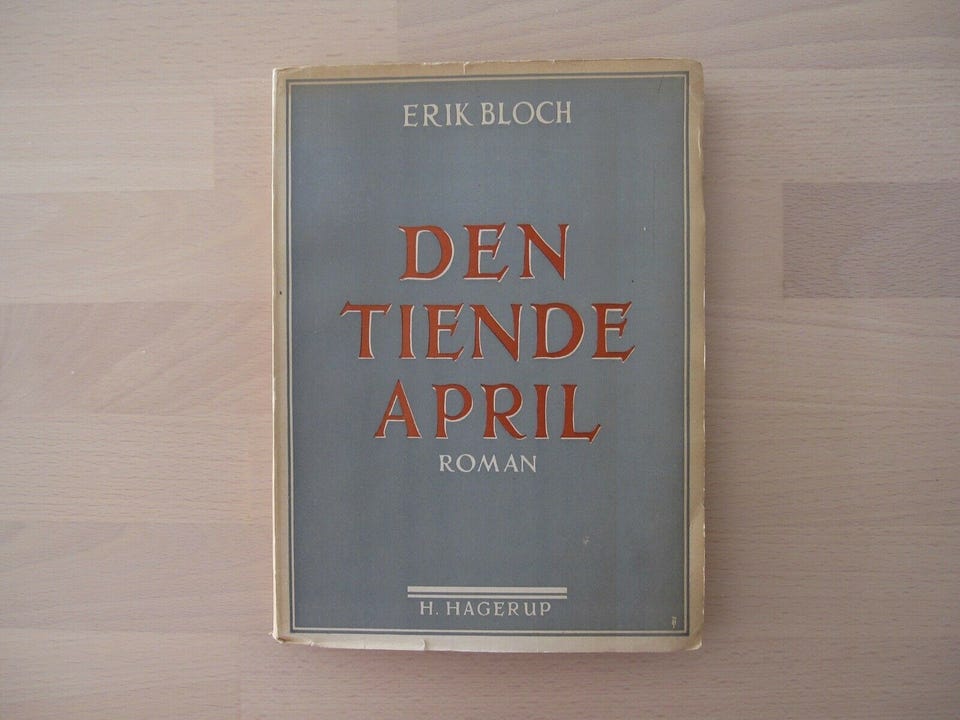 ERIK BLOCH
DEN
TIENDE
APRIL
ROMAN
H. HAGERUP